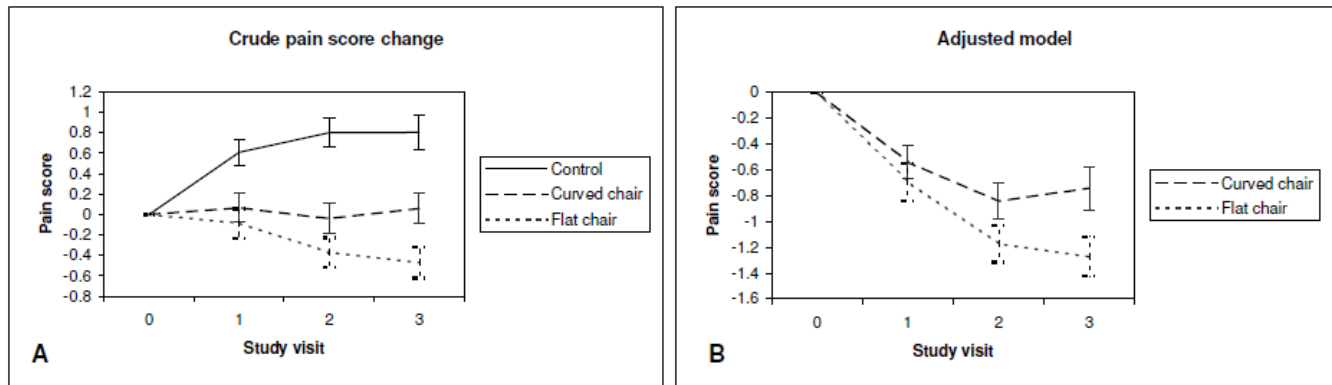 Crude pain score change
Pain score
1.2
1
0.8
0.6
0.4
0.2
0
-0.2
-0.4
-0.6
-0.8
0 1 2 3
Study visit
Control
Curved chair
Flat chair
A
Adjusted model
Pain score
0
-0.2
-0.4
-0.6
-0.8
-1
-1.2
-1.4
-1.6
0 1 2 3
Study visit
Curved chair
Flat chair
B